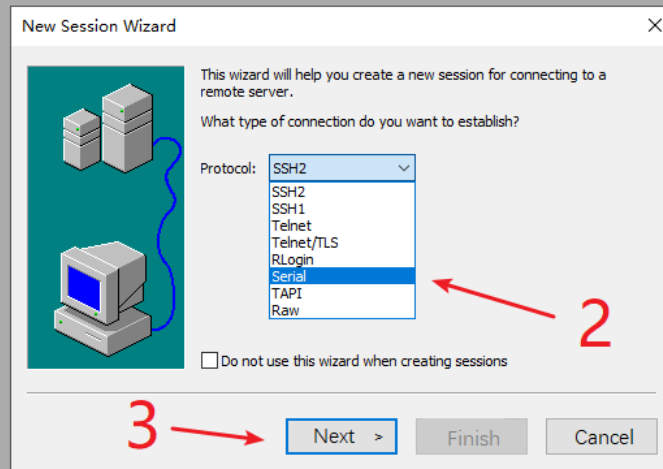 New Session Wizard
This wizard will help you create a new session for connecting to a
remote server.
What type of connection do you want to establish?
Protocol: SSH2
SSH2
SSH1
Telnet
Telnet/TLS
RLogin
Serial
TAPI
Raw
2
Do not use this wizard when creating sessions
3
Next >
Finish
Cancel